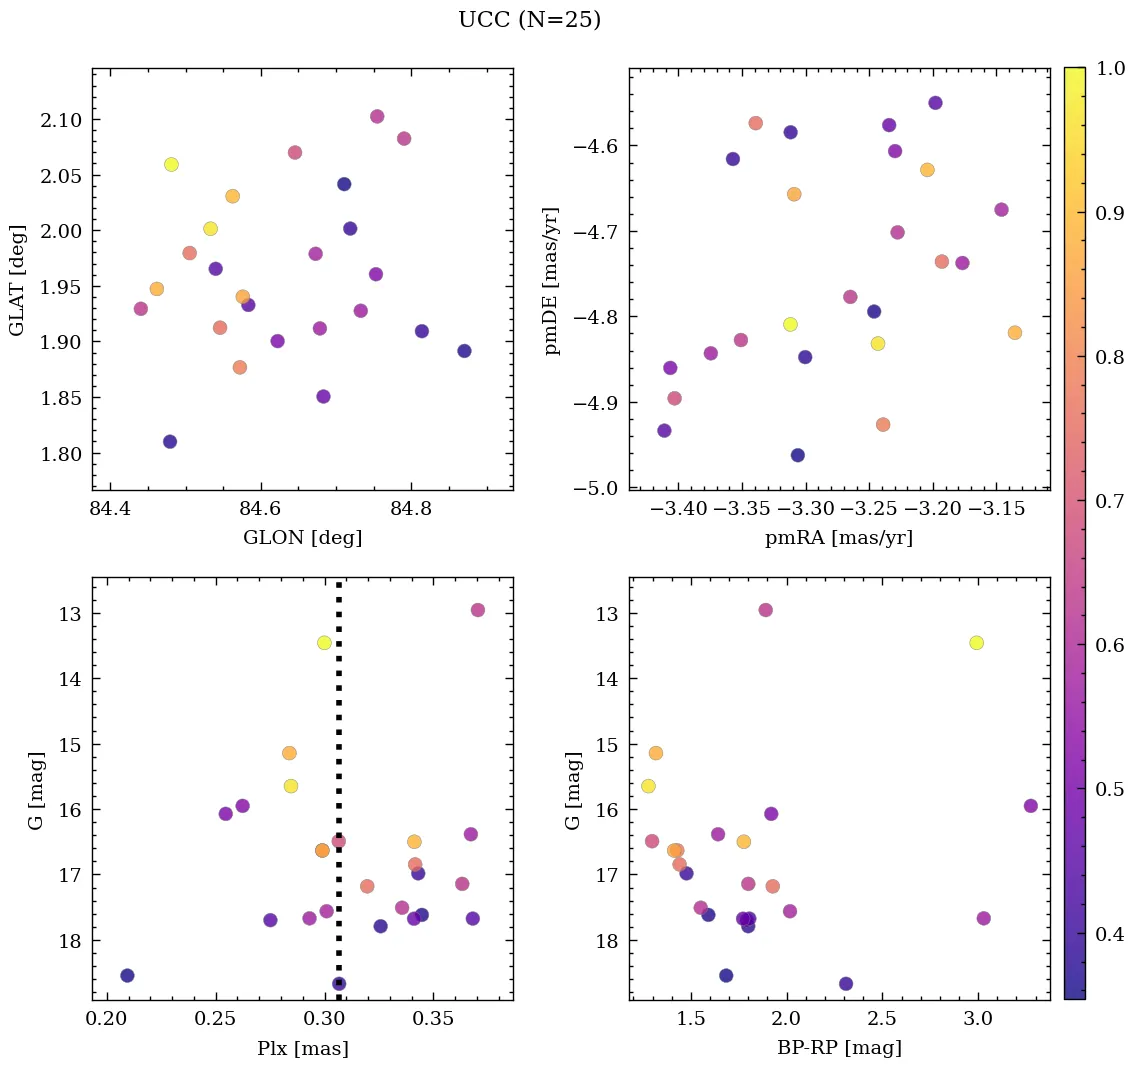 UCC (N=25)
2.10
2.05
2.00
1.95
1.90
1.85
1.80
GLAT [deg]
84.4 84.6 84.8
GLON [deg]
−4.6
−4.7
−4.8
−4.9
−5.0
pmDE [mas/yr]
−3.40 −3.35 −3.30 −3.25 −3.20 −3.15
pmRA [mas/yr]
13
14
15
16
17
18
G [mag]
0.20 0.25 0.30 0.35
Plx [mas]
13
14
15
16
17
18
G [mag]
1.5 2.0 2.5 3.0
BP-RP [mag]
1.0
0.9
0.8
0.7
0.6
0.5
0.4